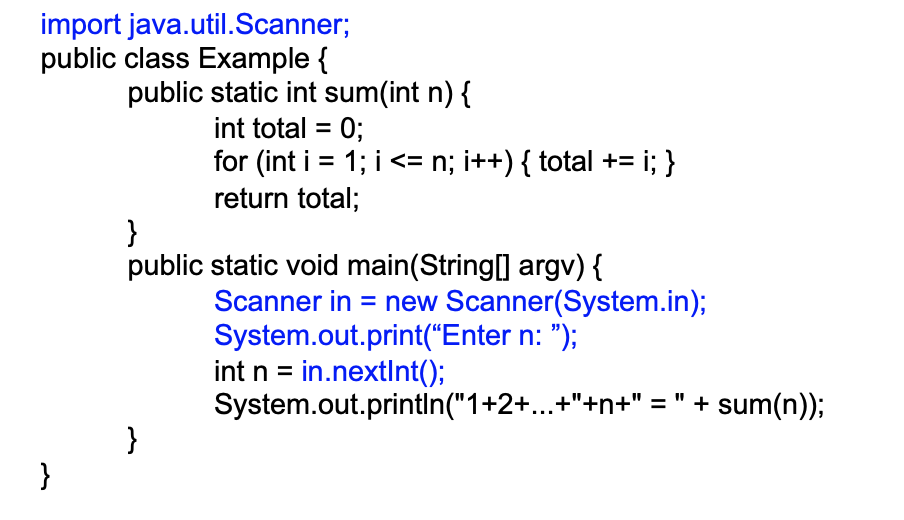 import java.util.Scanner;
public class Example {
public static int sum(int n) {
int total = 0;
for (int i = 1; i <= n; i++) { total += i; }
return total;
}
public static void main(String[] argv) {
Scanner in = new Scanner(System.in);
System.out.print(“Enter n: ”);
int n = in.nextInt();
System.out.println("1+2+...+"+n+" = " + sum(n));
}
}